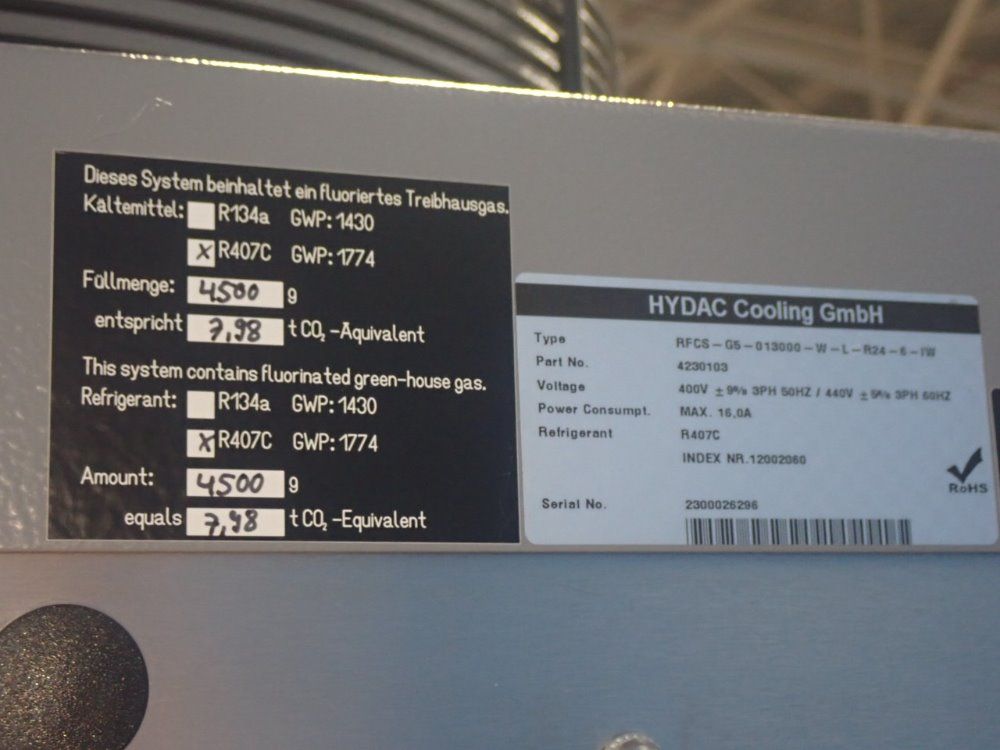 Dieses System beinhaltet ein fluoriertes Treibhausgas.
Kaltemittel: R134a GWP: 1430
x R407C GWP: 1774
Füllmenge: 4500 g
entspricht 7,98 t CO₂-Aquivalent
This system contains fluorinated green-house gas.
Refrigerant: R134a GWP: 1430
x R407C GWP: 1774
Amount: 4500 g
equals 7,98 t CO₂-Equivalent
HYDAC Cooling GmbH
Type RFCS-G5-013000-W-L-R24-6-IW
Part No. 4230103
Voltage 400V ±9% 3PH 50HZ / 440V ±5% 3PH 60HZ
Power Consumpt. MAX. 16,0A
Refrigerant R407C
INDEX NR.12002060
RoHS
Serial No. 2300026296